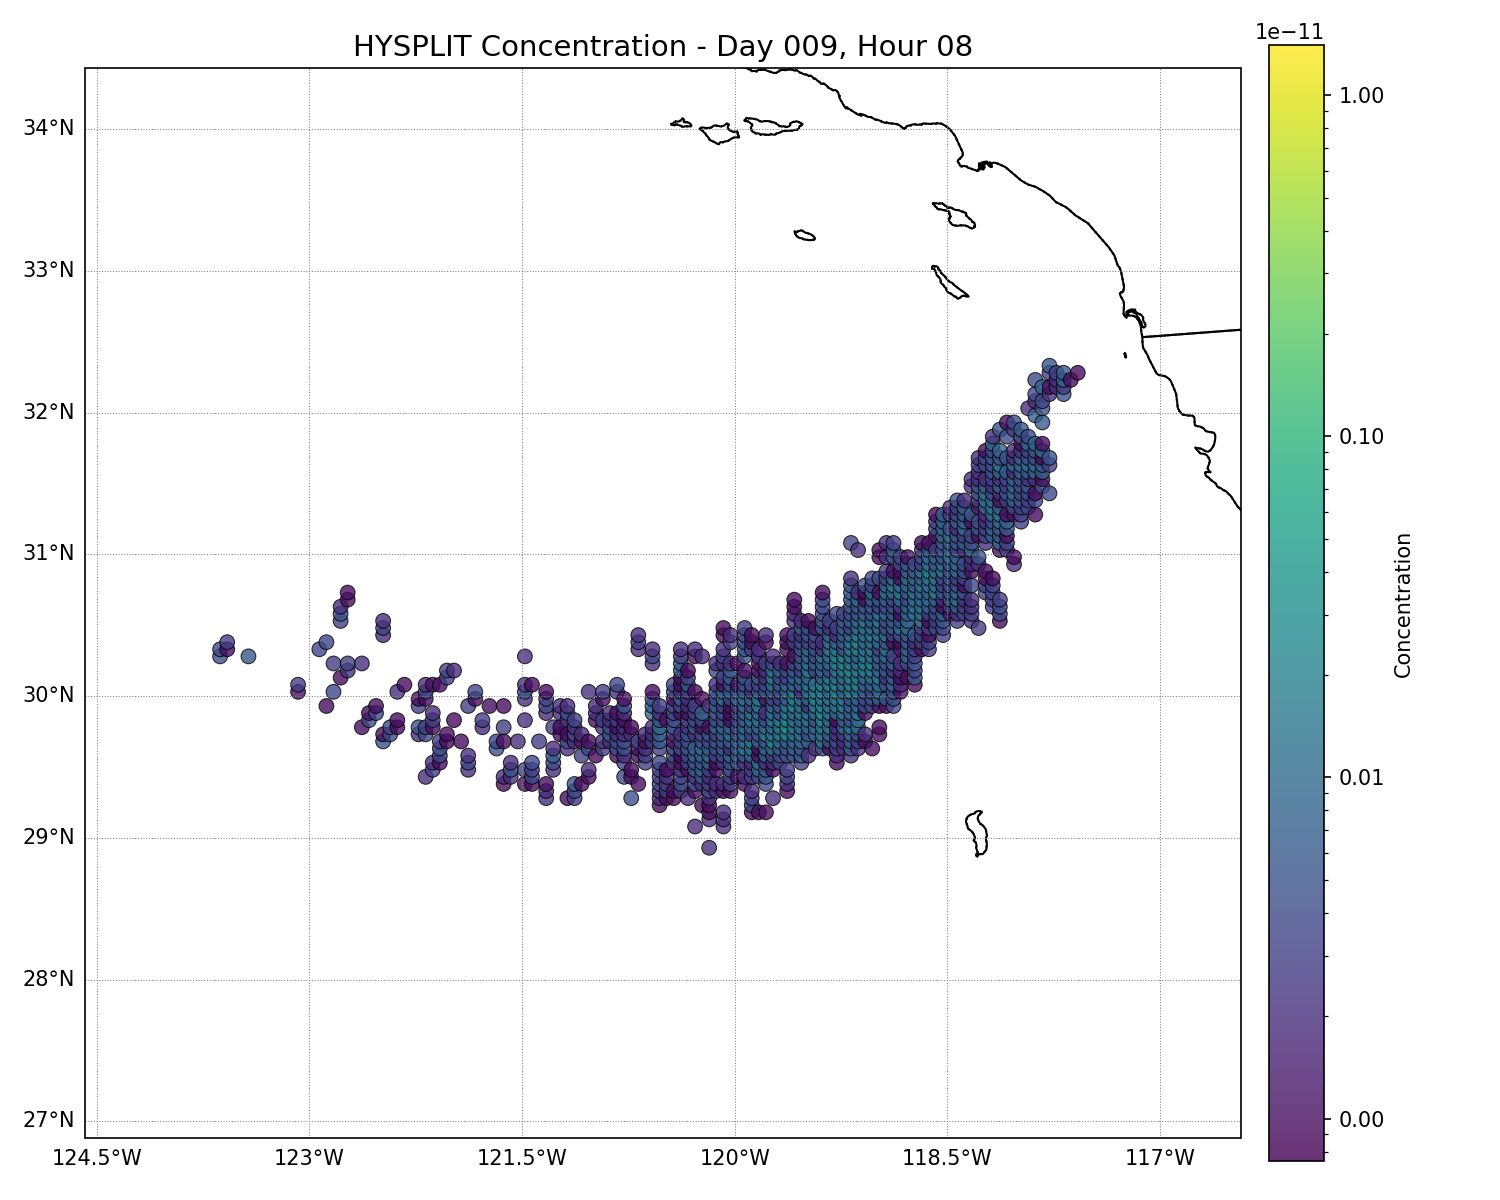 HYSPLIT Concentration - Day 009, Hour 08
1e−11
34°N
33°N
32°N
31°N
30°N
29°N
28°N
27°N
124.5°W
123°W
121.5°W
120°W
118.5°W
117°W
1.00
0.10
0.01
0.00
Concentration